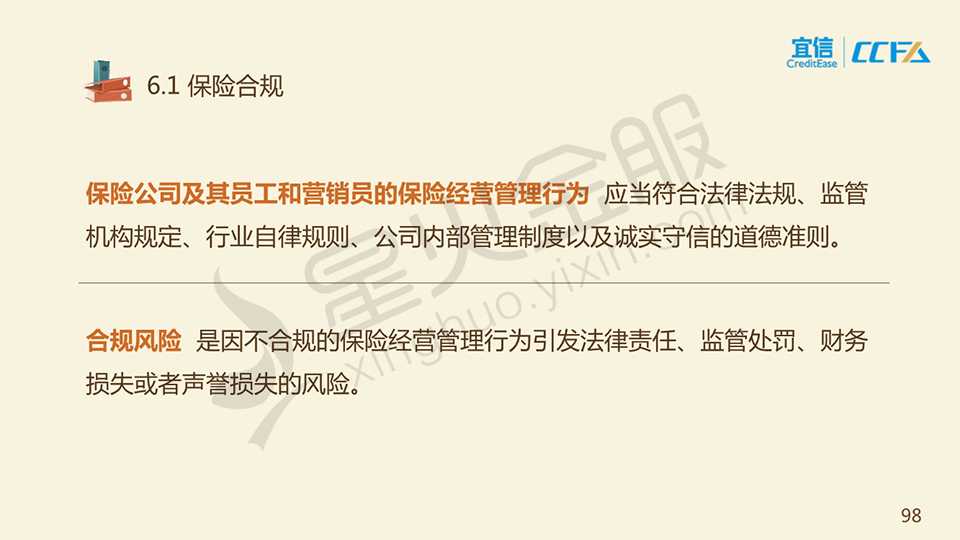 宜信
CreditEase
CCFA
6.1 保险合规
保险公司及其员工和营销员的保险经营管理行为 应当符合法律法规、监管
机构规定、行业自律规则、公司内部管理制度以及诚实守信的道德准则。
合规风险 是因不合规的保险经营管理行为引发法律责任、监管处罚、财务
损失或者声誉损失的风险。
星火金服
xinghuo.yixin.com
98